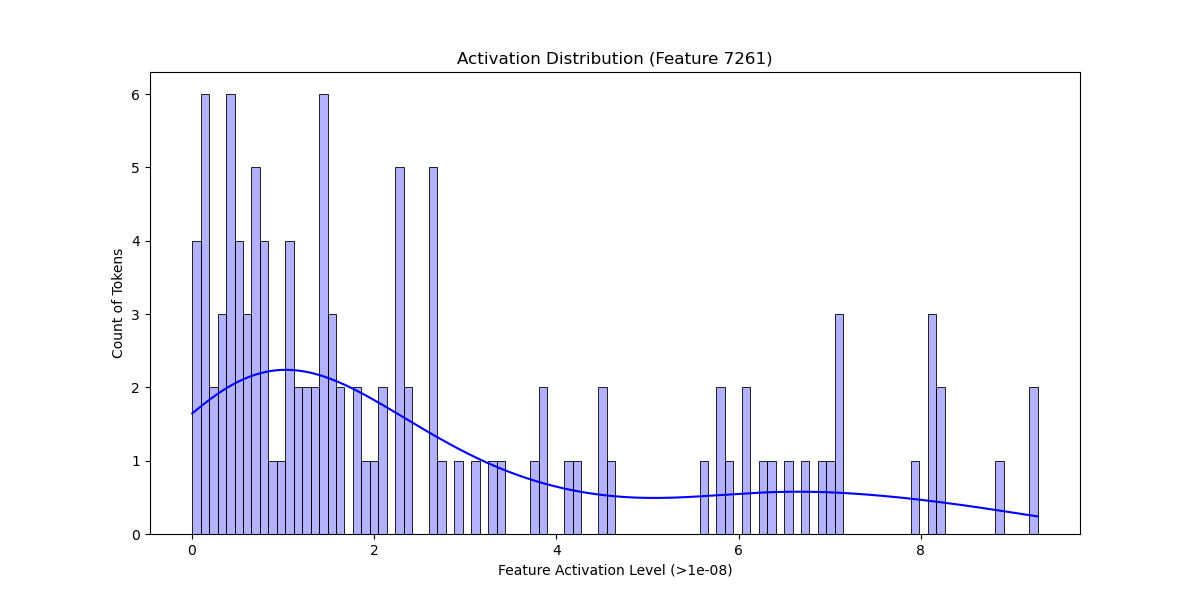 Activation Distribution (Feature 7261)
6
5
4
3
2
1
0
Count of Tokens
0 2 4 6 8
Feature Activation Level (>1e-08)